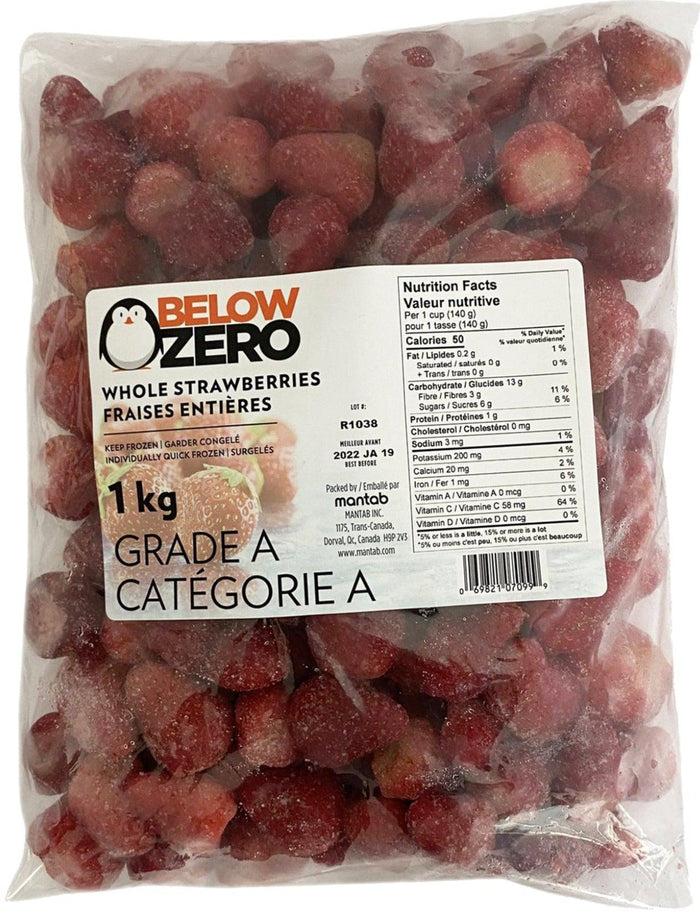 BELOW
ZERO
WHOLE STRAWBERRIES
FRAISES ENTIÈRES
KEEP FROZEN | GARDER CONGELÉ
INDIVIDUALLY QUICK FROZEN | SURGELÉS
1 kg
GRADE A
CATÉGORIE A
LOT #:
R1038
MEILLEUR AVANT
2022 JA 19
BEST BEFORE
Packed by / Emballé par
mantab
MANTAB INC.
1175, Trans-Canada,
Dorval, Qc, Canada H9P 2V3
www.mantab.com
Nutrition Facts
Valeur nutritive
Per 1 cup (140 g)
pour 1 tasse (140 g)
% Daily Value*
Calories 50 % valeur quotidienne*
Fat / Lipides 0.2 g 1 %
Saturated / saturés 0 g 0 %
+ Trans / trans 0 g
Carbohydrate / Glucides 13 g
Fibre / Fibres 3 g 11 %
Sugars / Sucres 6 g 6 %
Protein / Protéines 1 g
Cholesterol / Cholestérol 0 mg
Sodium 3 mg 1 %
Potassium 200 mg 4 %
Calcium 20 mg 2 %
Iron / Fer 1 mg 6 %
Vitamin A / Vitamine A 0 mcg 0 %
Vitamin C / Vitamine C 58 mg 64 %
Vitamin D / Vitamine D 0 mcg 0 %
*5% or less is a little, 15% or more is a lot
*5% ou moins c'est peu, 15% ou plus c'est beaucoup
0 69821 07099 9